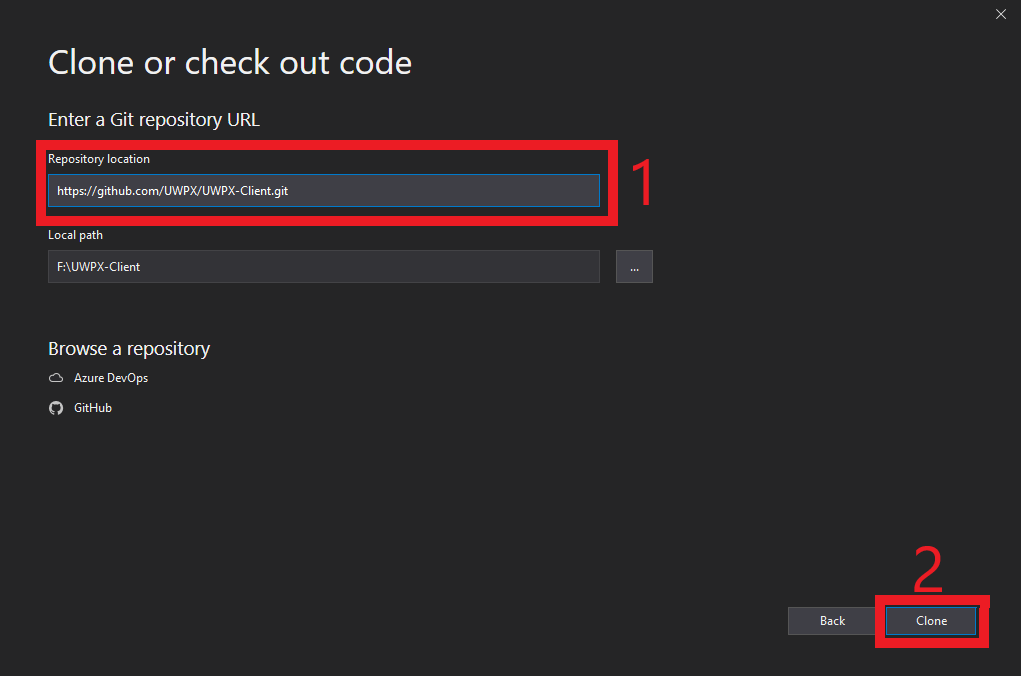 Clone or check out code
Enter a Git repository URL
Repository location
https://github.com/UWPX/UWPX-Client.git
1
Local path
F:\UWPX-Client
...
Browse a repository
Azure DevOps
GitHub
2
Back
Clone